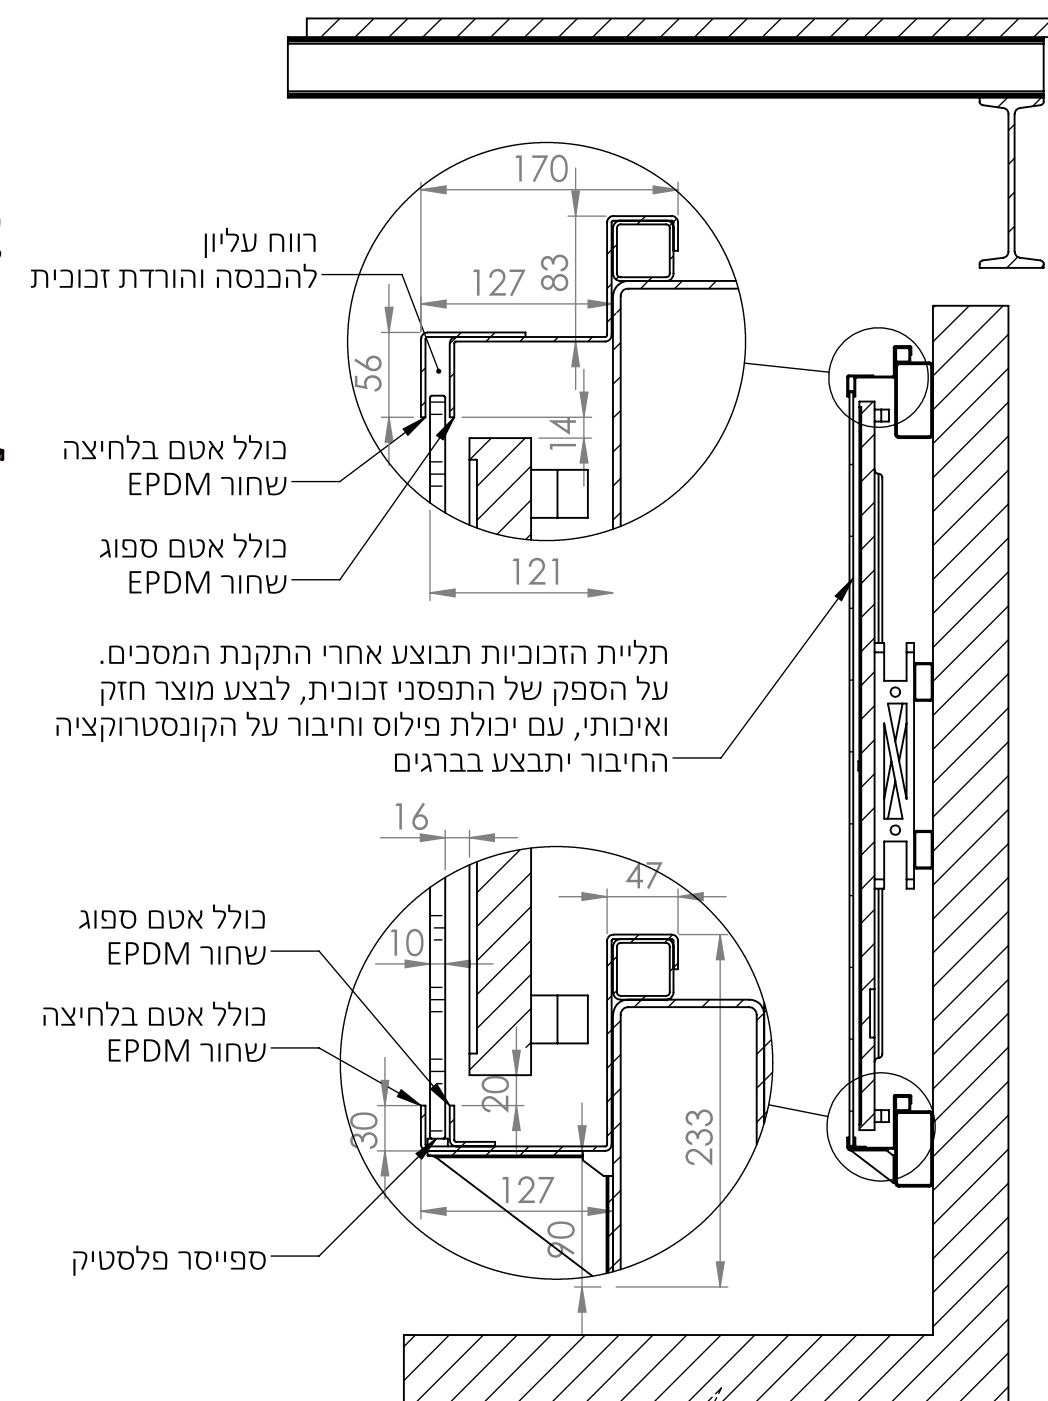 170
רווח עליון
להכנסה והורדת זכוכית
83
127
56
14
כולל אטם בלחיצה
שחור EPDM
כולל אטם ספוג
שחור EPDM
121
תליית הזכוכיות תבוצע אחרי התקנת המסכים.
על הספק של התפסני זכוכית, לבצע מוצר חזק
ואיכותי, עם יכולת פילוס וחיבור על הקונסטרוקציה
החיבור יתבצע בברגים
16
47
כולל אטם ספוג
שחור EPDM
10
כולל אטם בלחיצה
שחור EPDM
20
30
233
127
90
ספייסר פלסטיק